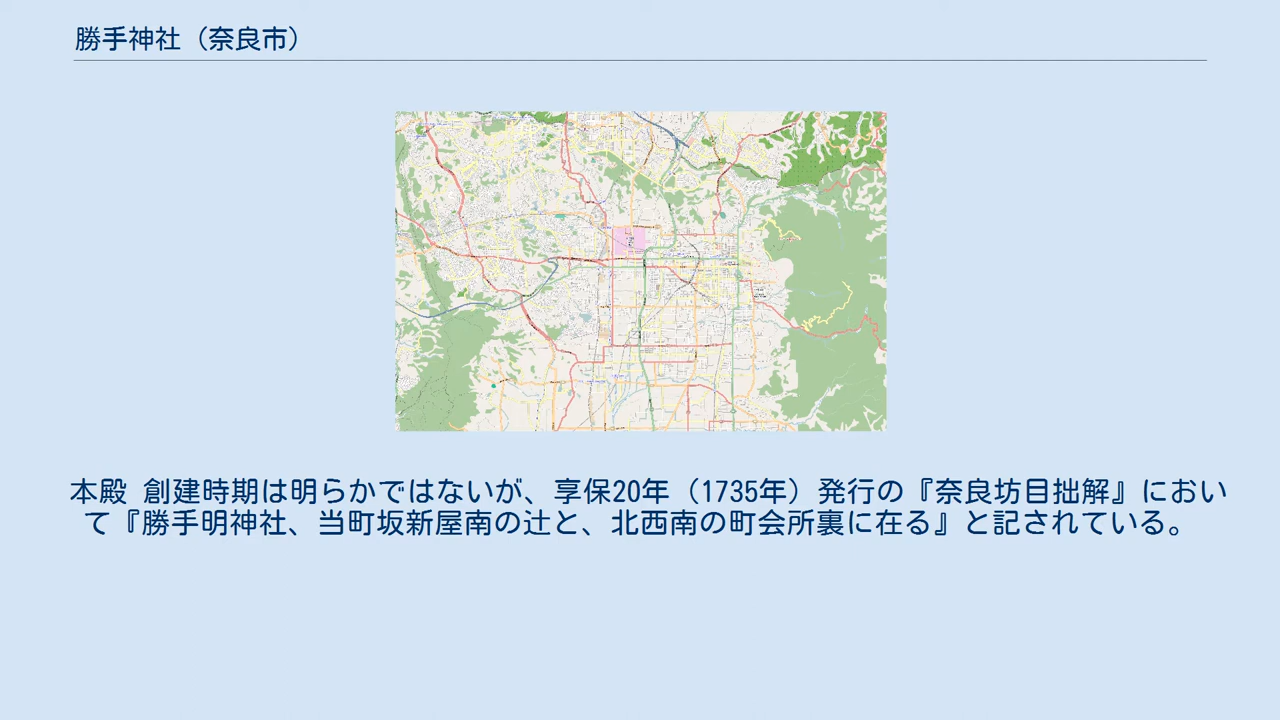 勝手神社（奈良市）
本殿 創建時期は明らかではないが、享保20年（1735年）発行の『奈良坊目拙解』におい
て『勝手明神社、当町坂新屋南の辻と、北西南の町会所裏に在る』と記されている。